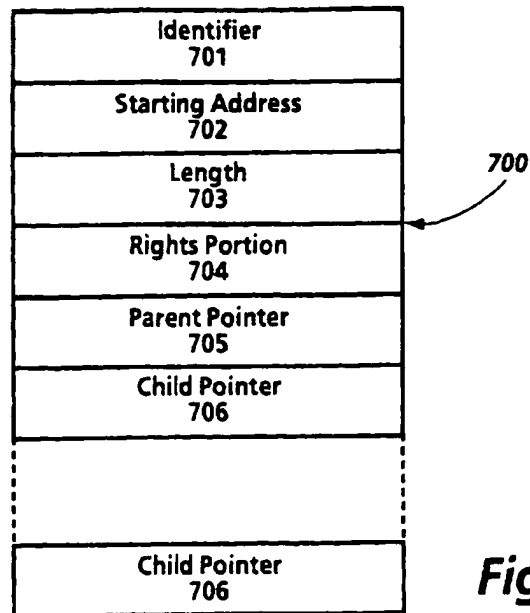 Identifier
701
Starting Address
702
Length
703
700
Rights Portion
704
Parent Pointer
705
Child Pointer
706
Child Pointer
706
Fig